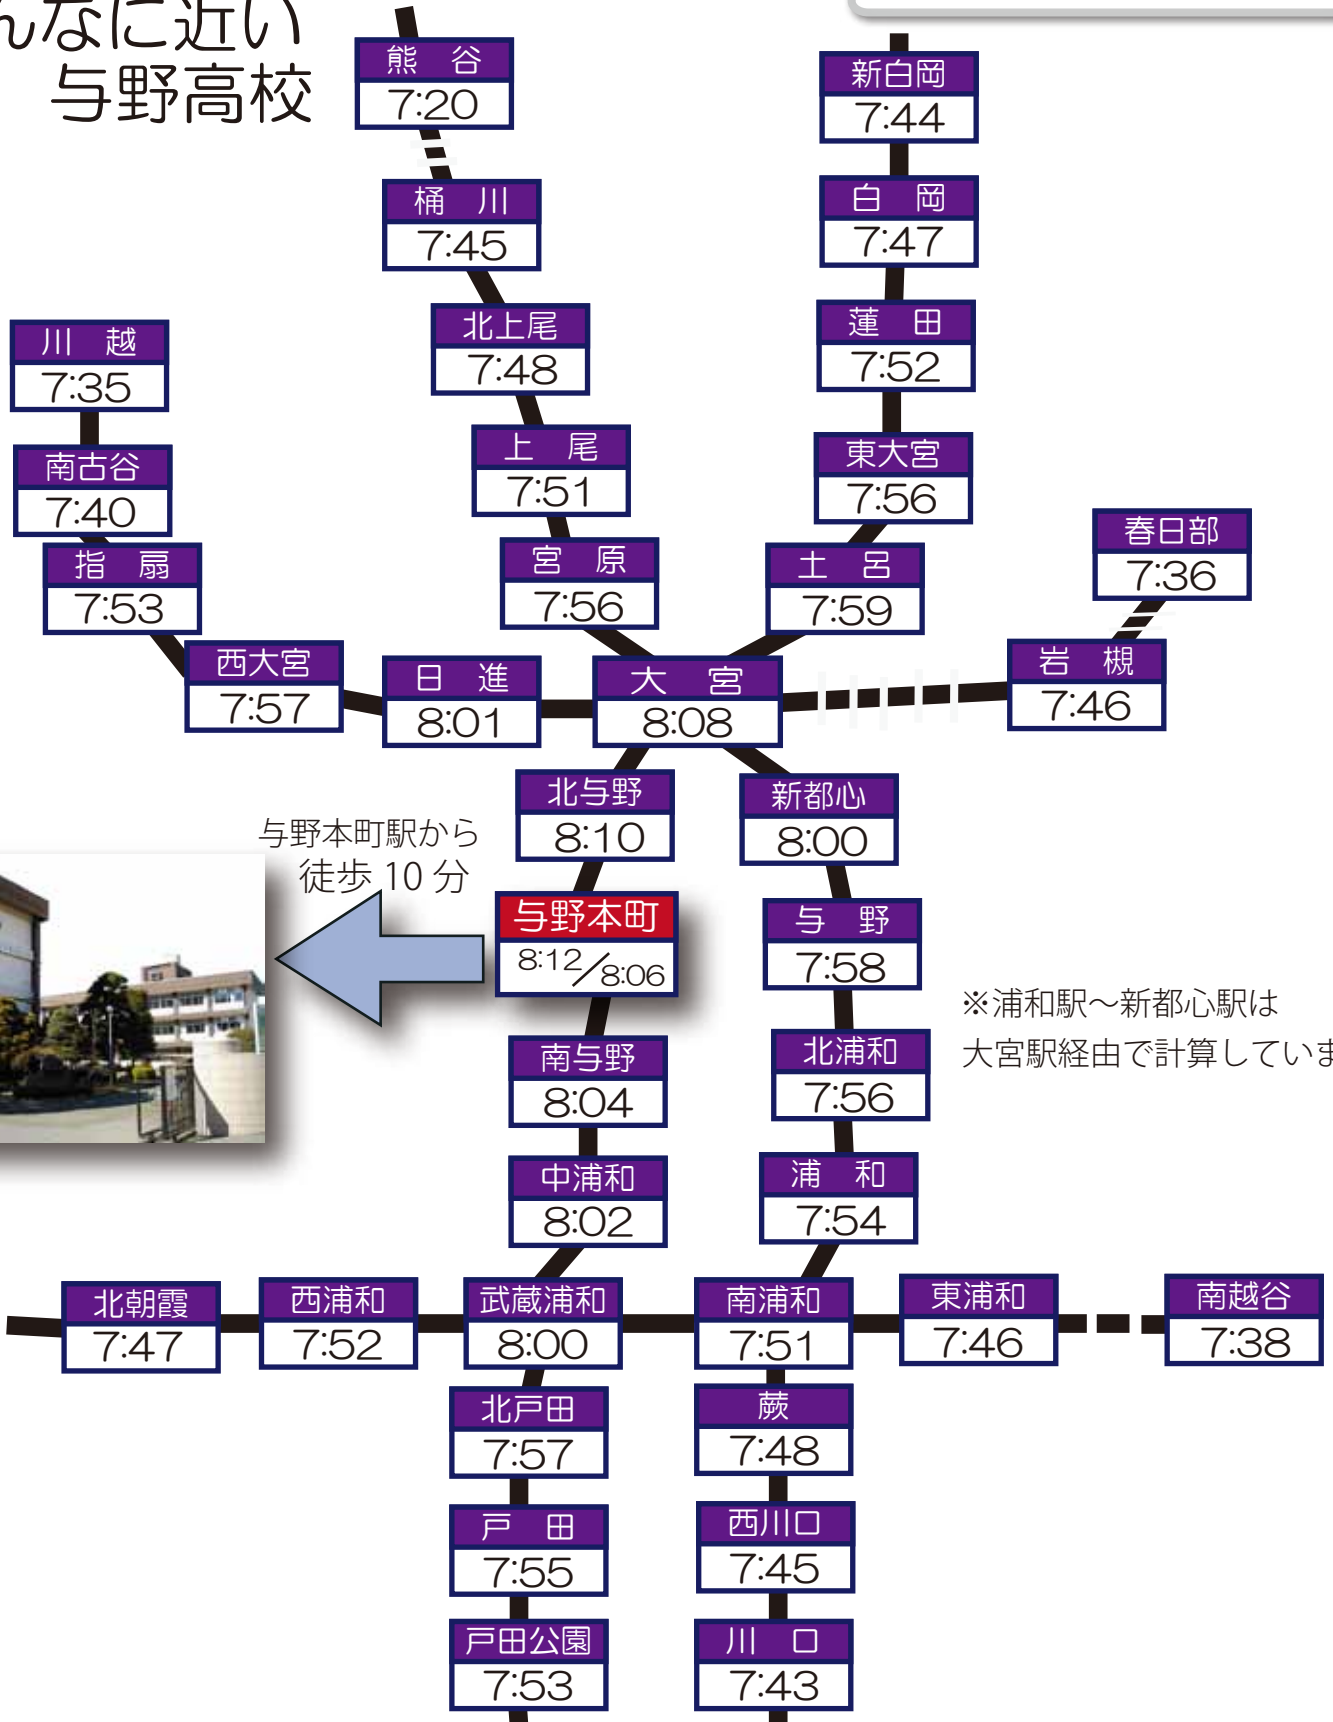 んなに近い
与野高校
熊 谷
7:20
桶 川
7:45
北上尾
7:48
上 尾
7:51
宮 原
7:56
新白岡
7:44
白 岡
7:47
蓮 田
7:52
東大宮
7:56
土 呂
7:59
川 越
7:35
南古谷
7:40
指 扇
7:53
西大宮
7:57
日 進
8:01
大 宮
8:08
春日部
7:36
岩 槻
7:46
北与野
8:10
新都心
8:00
与野本町駅から
徒歩 10 分
与野本町
8:12/8:06
与 野
7:58
※浦和駅～新都心駅は
大宮駅経由で計算していま
南与野
8:04
北浦和
7:56
中浦和
8:02
浦 和
7:54
北朝霞
7:47
西浦和
7:52
武蔵浦和
8:00
南浦和
7:51
東浦和
7:46
南越谷
7:38
北戸田
7:57
蕨
7:48
戸 田
7:55
西川口
7:45
戸田公園
7:53
川 口
7:43